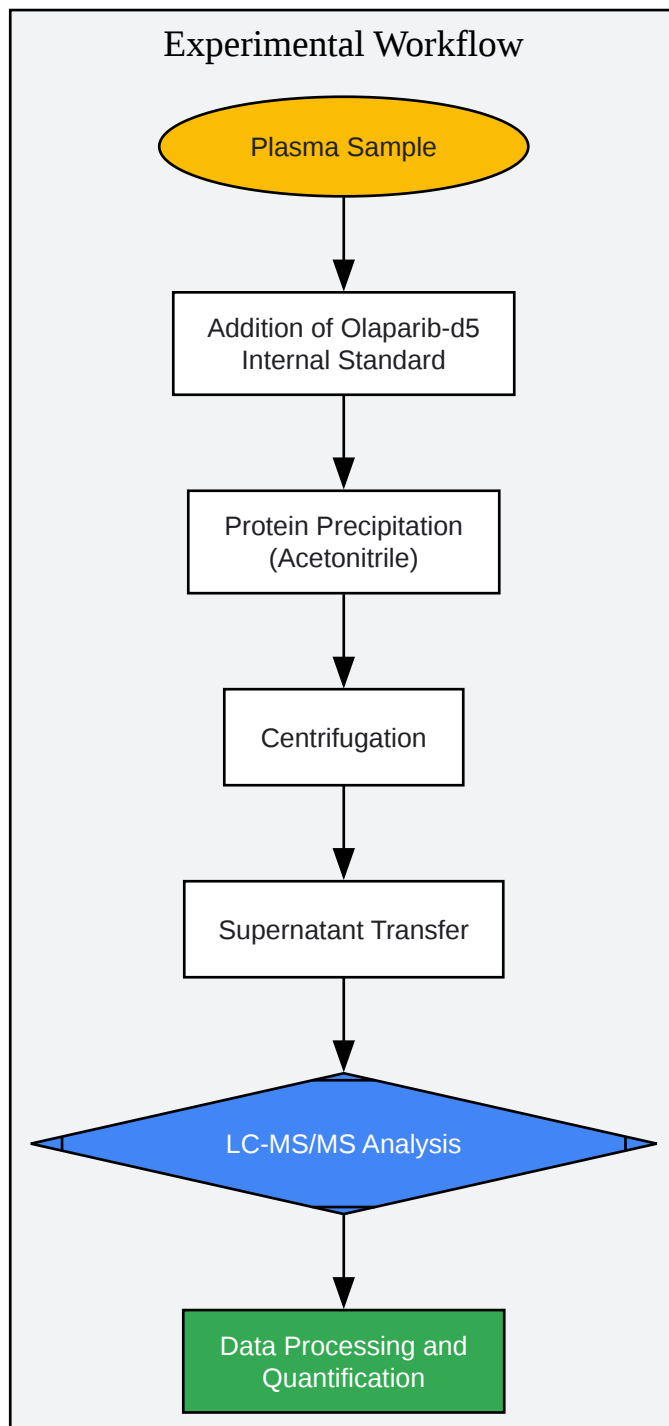 Experimental Workflow
Plasma Sample
Addition of Olaparib-d5
Internal Standard
Protein Precipitation
(Acetonitrile)
Centrifugation
Supernatant Transfer
LC-MS/MS Analysis
Data Processing and
Quantification